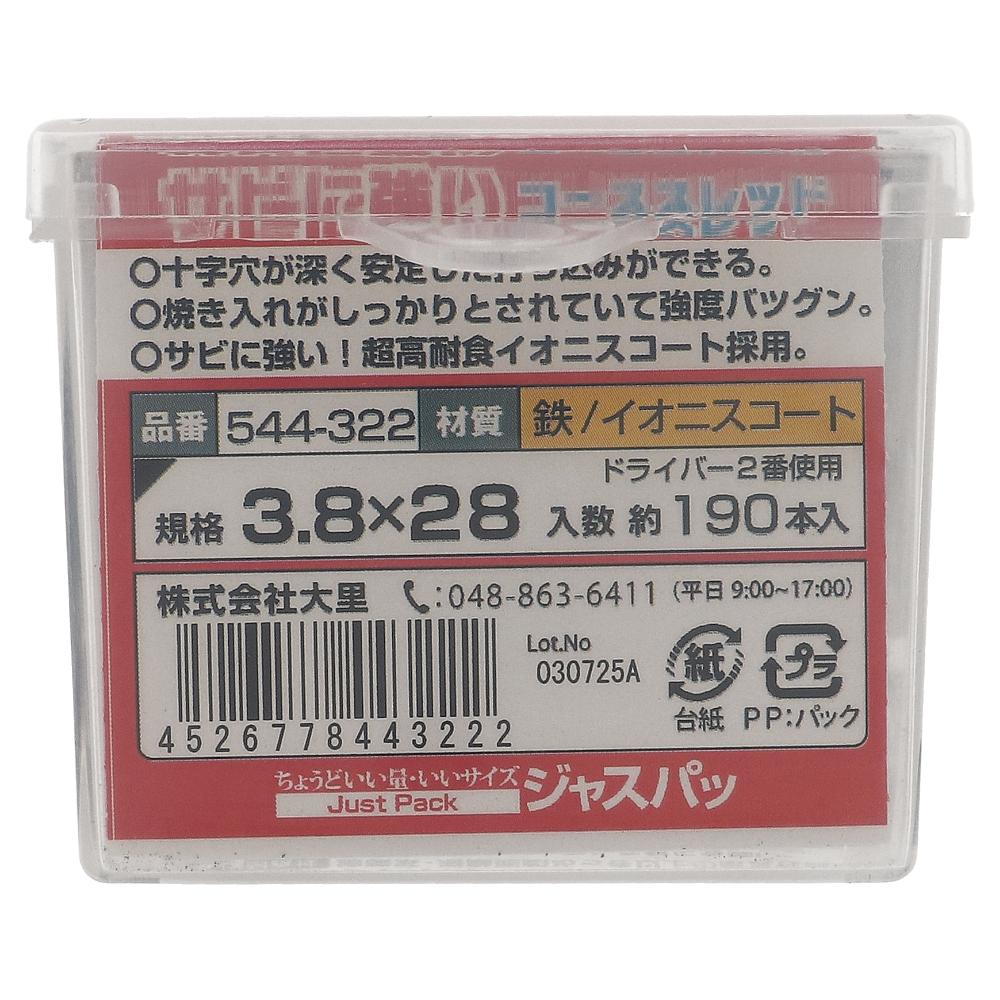 サビに強い コーススレッド
○十字穴が深く安定した打ち込みができる。
○焼き入れがしっかりとされていて強度バツグン。
○サビに強い！超高耐食イオニスコート採用。
品番 544-322 材質 鉄/イオニスコート
ドライバー2番使用
規格 3.8×28 入数 約190本入
株式会社大里 :048-863-6411 (平日 9:00~17:00)
Lot.No
030725A
紙 プラ
台紙 PP:パック
4526778443222
ちょうどいい量・いいサイズ
Just Pack
ジャスパッ